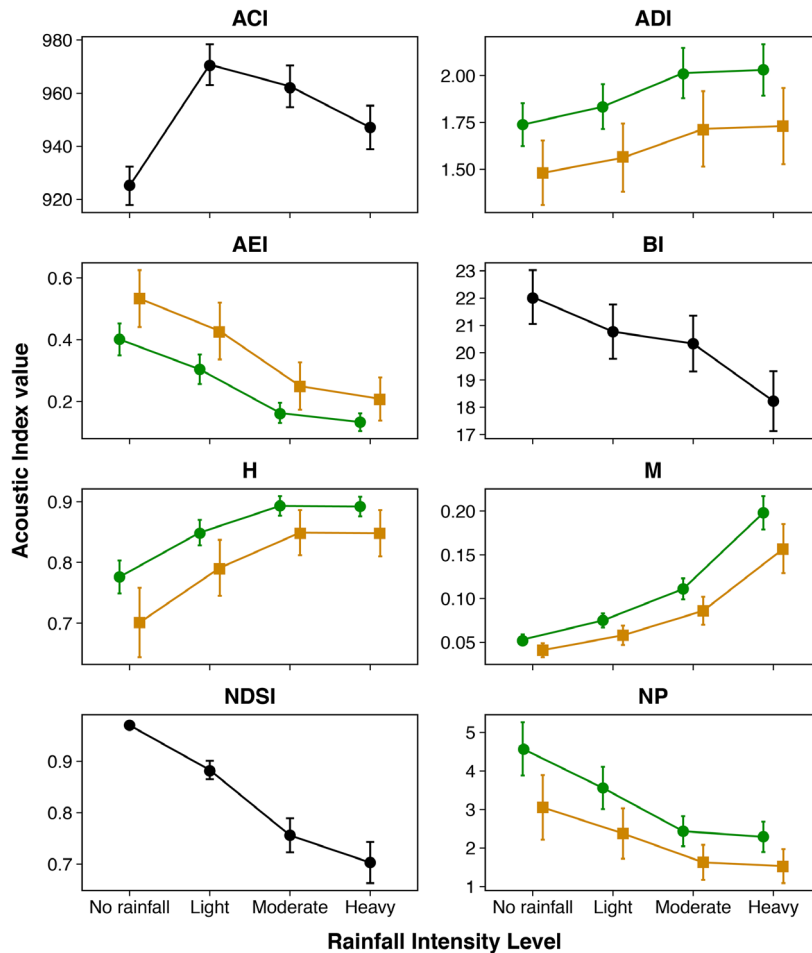 ACI
ADI
980
960
940
920
2.00
1.75
1.50
AEI
BI
0.6
0.4
0.2
23
22
21
20
19
18
17
H
M
0.9
0.8
0.7
0.20
0.15
0.10
0.05
NDSI
NP
0.9
0.8
0.7
5
4
3
2
1
No rainfall Light Moderate Heavy
No rainfall Light Moderate Heavy
Acoustic Index value
Rainfall Intensity Level